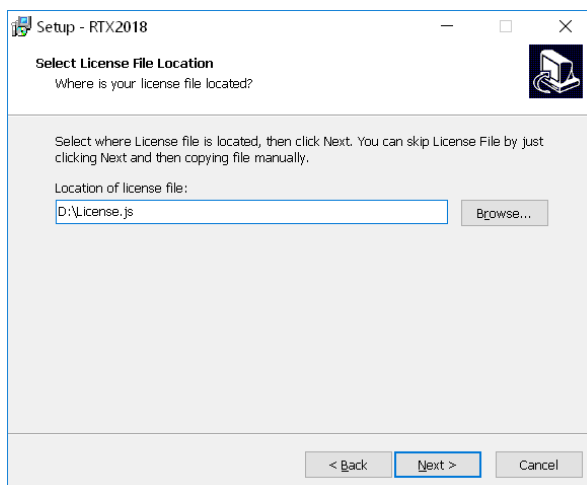 Setup - RTX2018
Select License File Location
Where is your license file located?
Select where License file is located, then click Next. You can skip License File by just
clicking Next and then copying file manually.
Location of license file:
D:\License.js
Browse...
< Back
Next >
Cancel